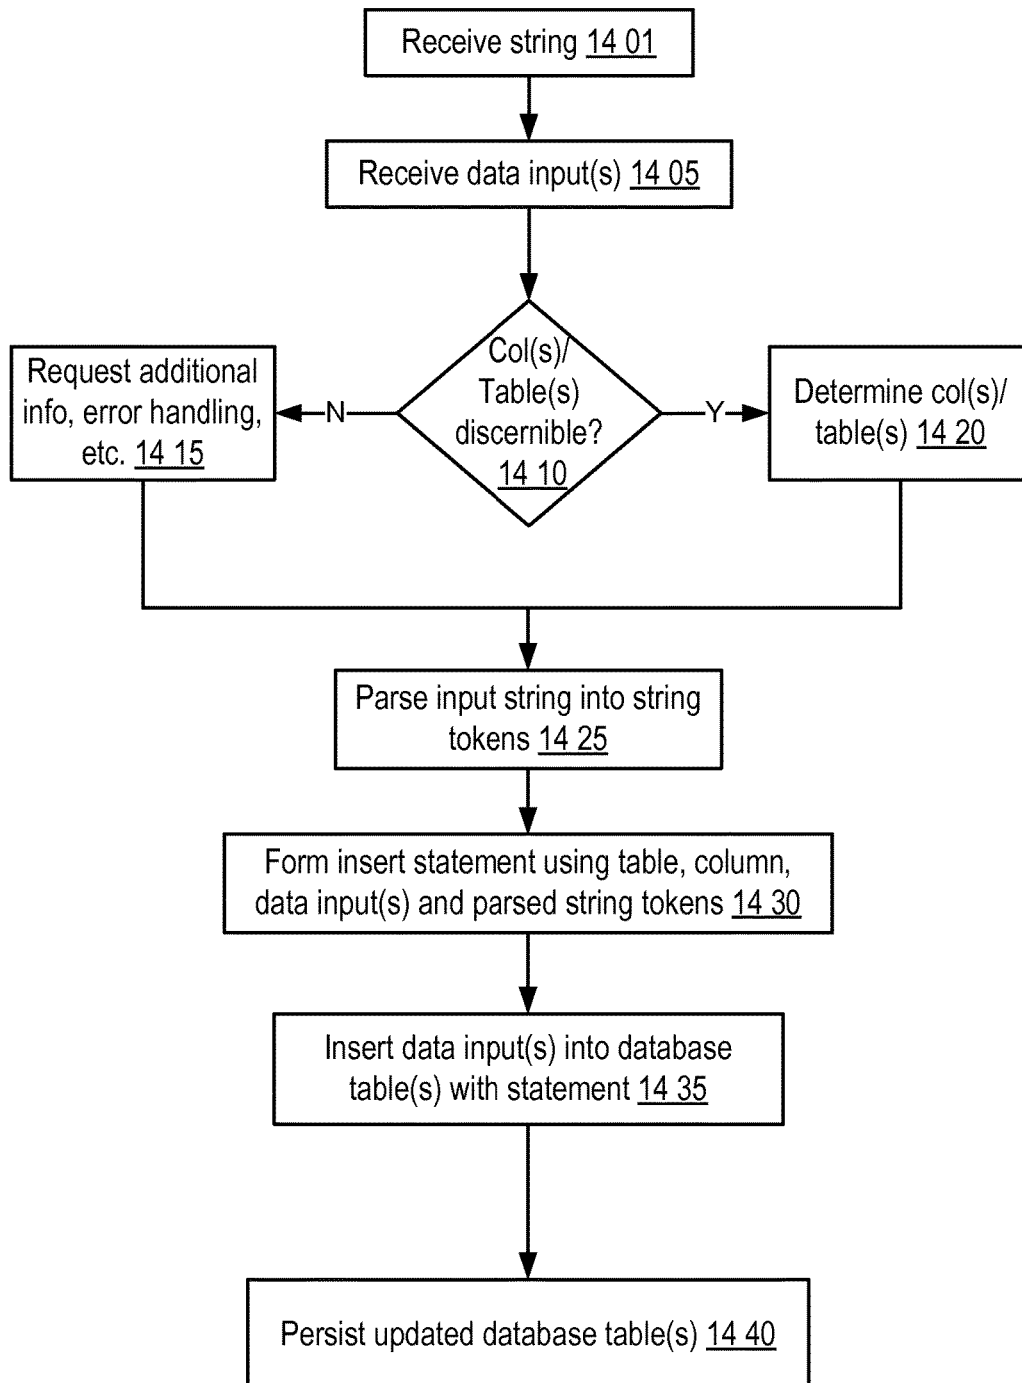 Receive string 14 01
Receive data input(s) 14 05
Col(s)/
Table(s)
discernible?
14 10
N
Y
Request additional
info, error handling,
etc. 14 15
Determine col(s)/
table(s) 14 20
Parse input string into string
tokens 14 25
Form insert statement using table, column,
data input(s) and parsed string tokens 14 30
Insert data input(s) into database
table(s) with statement 14 35
Persist updated database table(s) 14 40